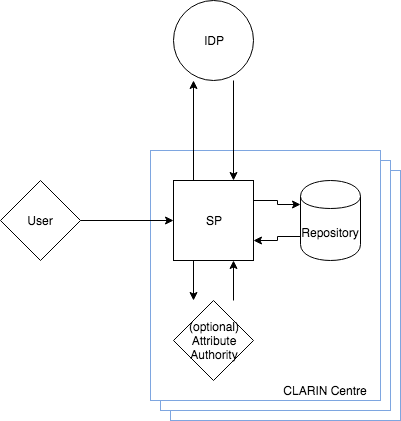 IDP
User
SP
Repository
(optional)
Attribute
Authority
CLARIN Centre